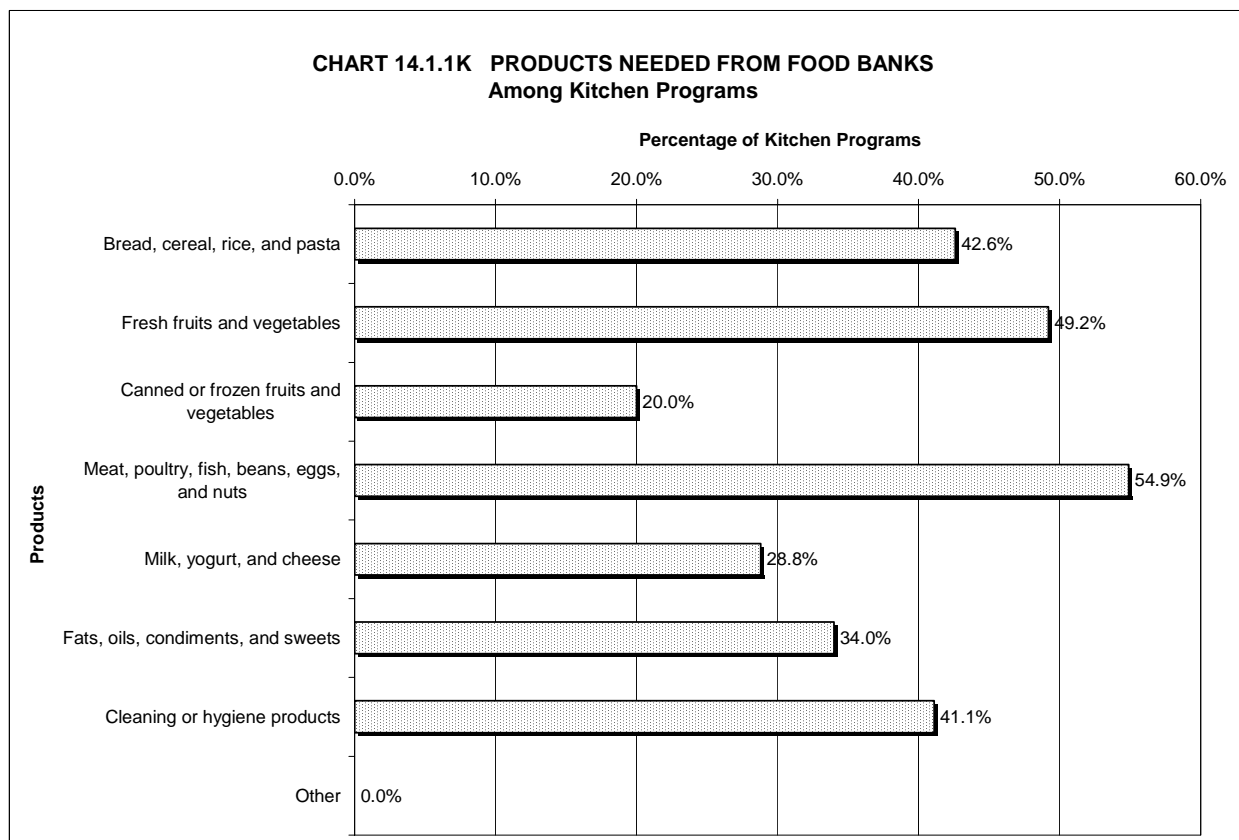 CHART 14.1.1K   PRODUCTS NEEDED FROM FOOD BANKS
Among Kitchen Programs
Percentage of Kitchen Programs
0.0%
10.0%
20.0%
30.0%
40.0%
50.0%
60.0%
Products
Bread, cereal, rice, and pasta
42.6%
Fresh fruits and vegetables
49.2%
Canned or frozen fruits and
vegetables
20.0%
Meat, poultry, fish, beans, eggs,
and nuts
54.9%
Milk, yogurt, and cheese
28.8%
Fats, oils, condiments, and sweets
34.0%
Cleaning or hygiene products
41.1%
Other
0.0%